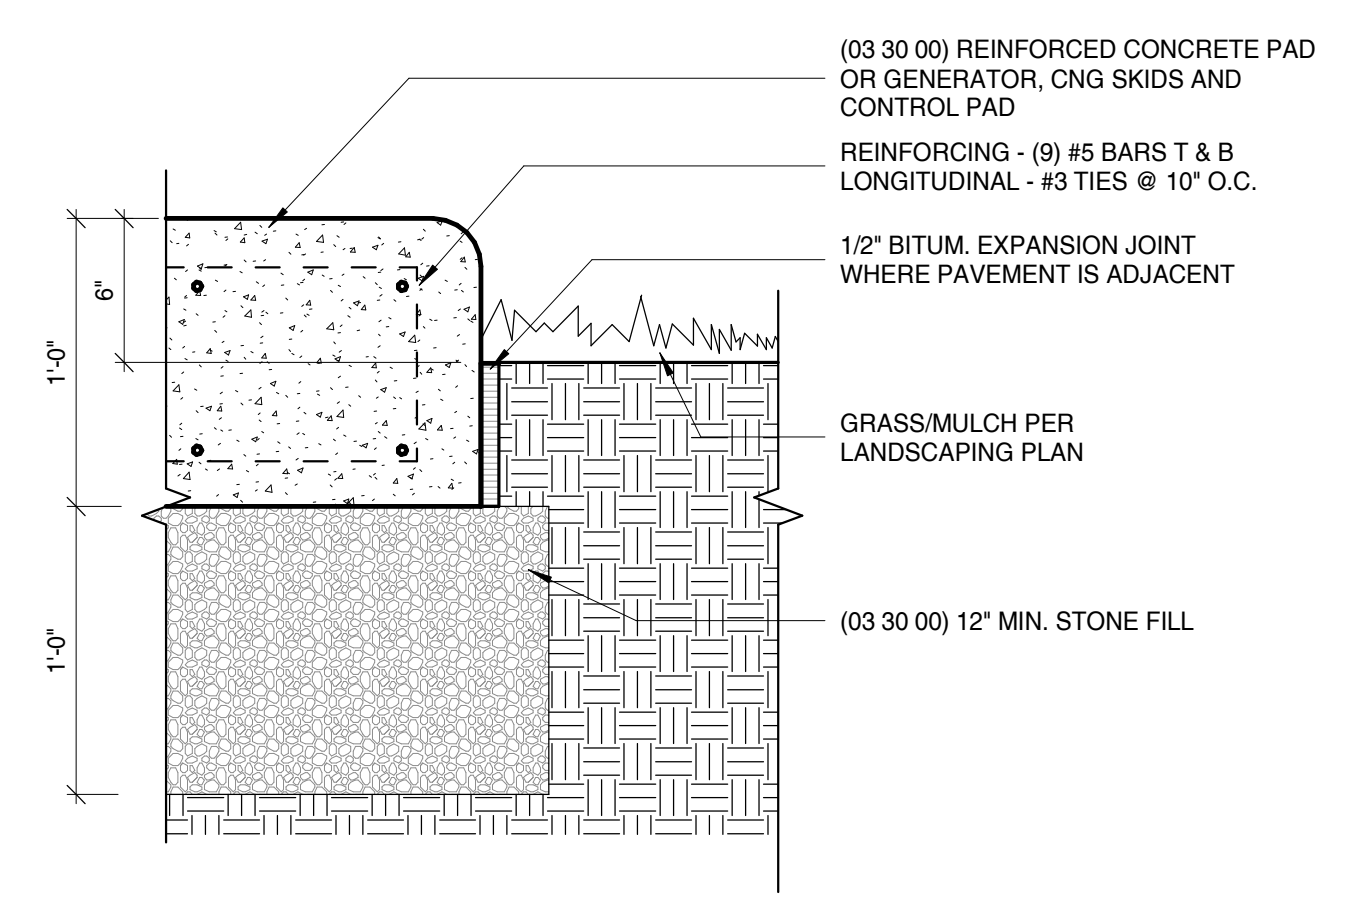 (03 30 00) REINFORCED CONCRETE PAD
OR GENERATOR, CNG SKIDS AND
CONTROL PAD
REINFORCING - (9) #5 BARS T & B
LONGITUDINAL - #3 TIES @ 10" O.C.
1/2" BITUM. EXPANSION JOINT
WHERE PAVEMENT IS ADJACENT
6"
1'-0"
GRASS/MULCH PER
LANDSCAPING PLAN
(03 30 00) 12" MIN. STONE FILL
1'-0"